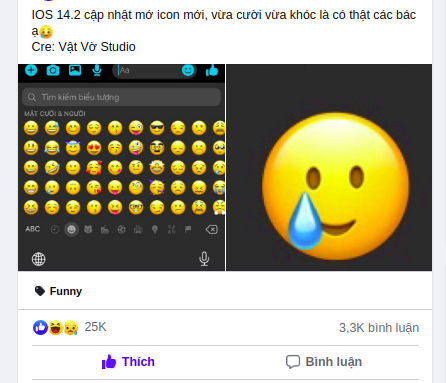 IOS 14.2 cập nhật mớ icon mới, vừa cười vừa khóc là có thật các bác
ạ😥
Cre: Vật Vờ Studio
Aa
Tìm kiếm biểu tượng
MẶT CƯỜI & NGƯỜI
ABC
Funny
25K
3,3K bình luận
Thích
Bình luận